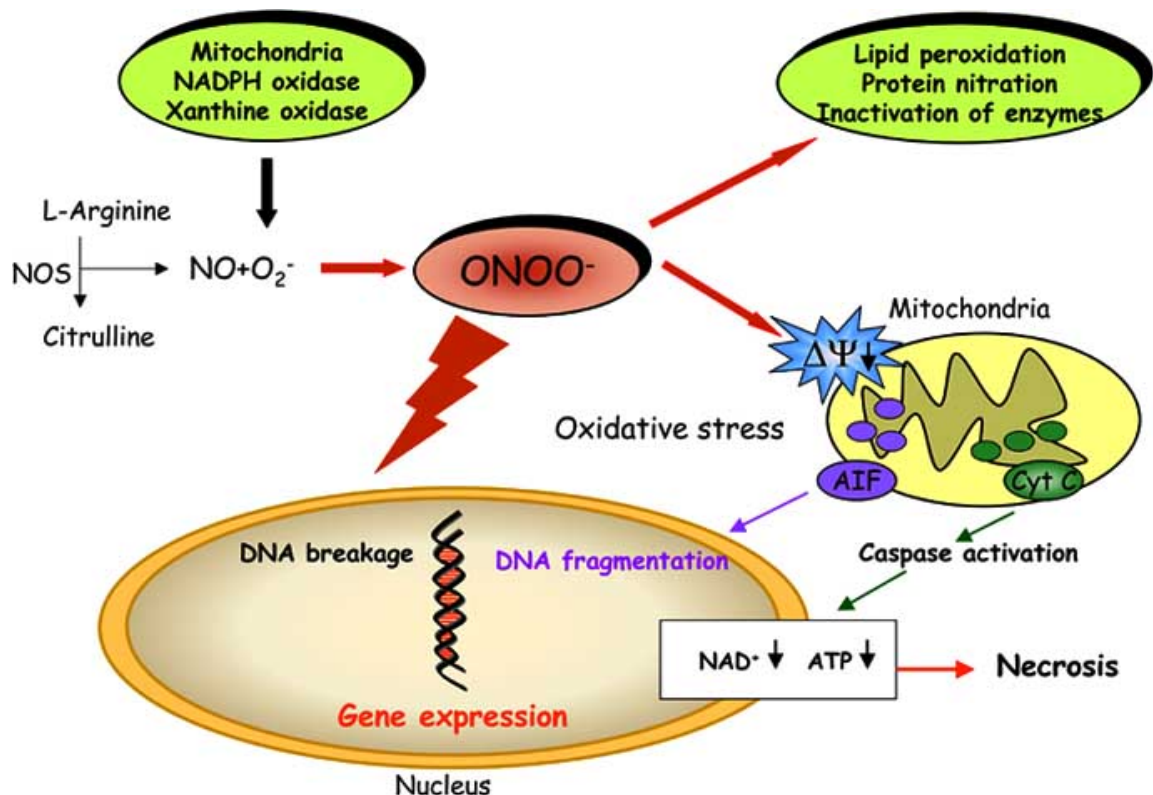 Mitochondria
NADPH oxidase
Xanthine oxidase
Lipid peroxidation
Protein nitration
Inactivation of enzymes
L-Arginine
NOS
NO+O₂⁻
Citrulline
ONOO⁻
Mitochondria
ΔΨ↓
Oxidative stress
AIF
Cyt C
DNA breakage
DNA fragmentation
Caspase activation
NAD⁺↓ ATP↓
Necrosis
Gene expression
Nucleus